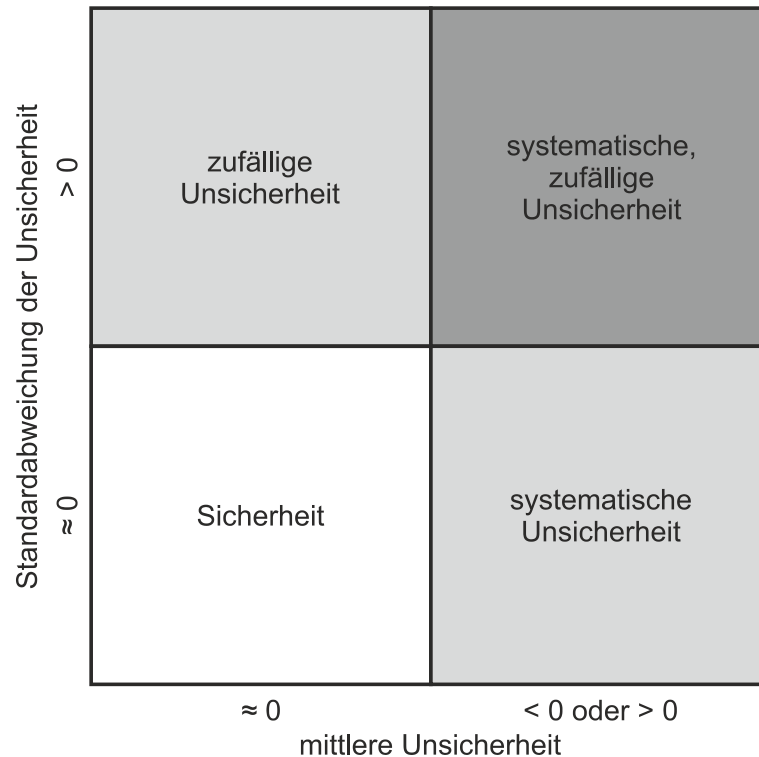 Standardabweichung der Unsicherheit
> 0
≈ 0
zufällige
Unsicherheit
systematische,
zufällige
Unsicherheit
Sicherheit
systematische
Unsicherheit
≈ 0
< 0 oder > 0
mittlere Unsicherheit